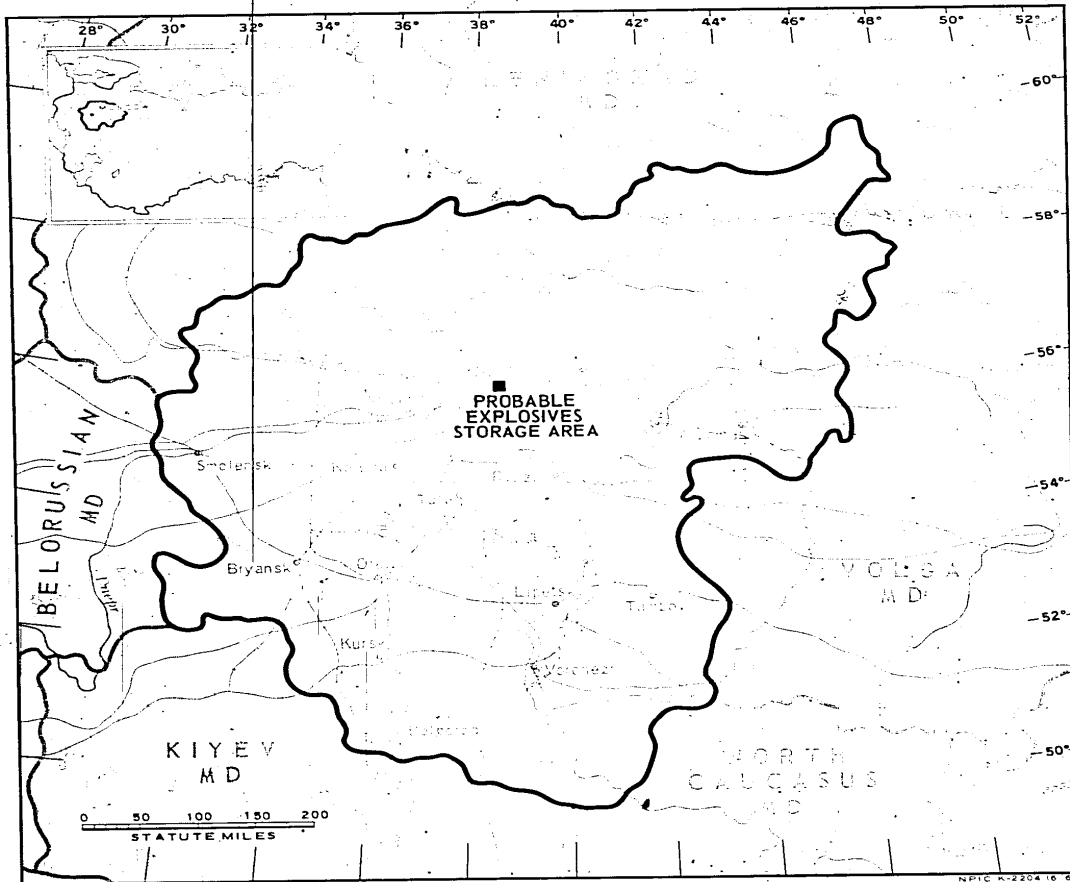 28° 30° 32° 34° 36° 38° 40° 42° 44° 46° 48° 50° 52°
60°
LENINGRAD
MD
58°
56°
PROBABLE
EXPLOSIVES
STORAGE AREA
BELORUSSIAN
MD
Smolensk
54°
Bryansk
VOLGA
MD
Lipetsk
52°
Kursk
Voronezh
KIYEV
MD
NORTH
CAUCASUS
MD
50°
0 50 100 150 200
STATUTE MILES